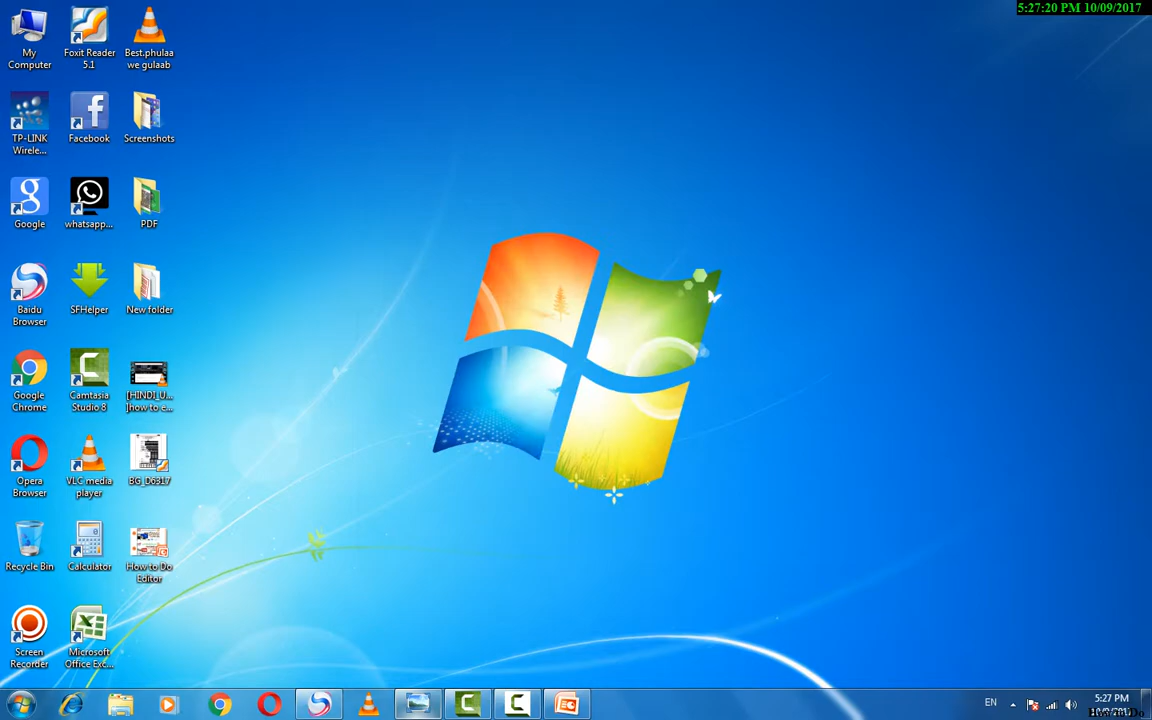 5:27:20 PM 10/09/2017
My
Computer
Foxit Reader
5.1
Best.phulaa
we gulaab
TP-LINK
Wirele...
Facebook
Screenshots
Google
whatsapp...
PDF
Baidu
Browser
SFHelper
New folder
Google
Chrome
Camtasia
Studio 8
[HINDI_U...
]how to e...
Opera
Browser
VLC media
player
BG_D6317
Recycle Bin
Calculator
How to Do
Editor
Screen
Recorder
Microsoft
Office Exc...
EN
5:27 PM